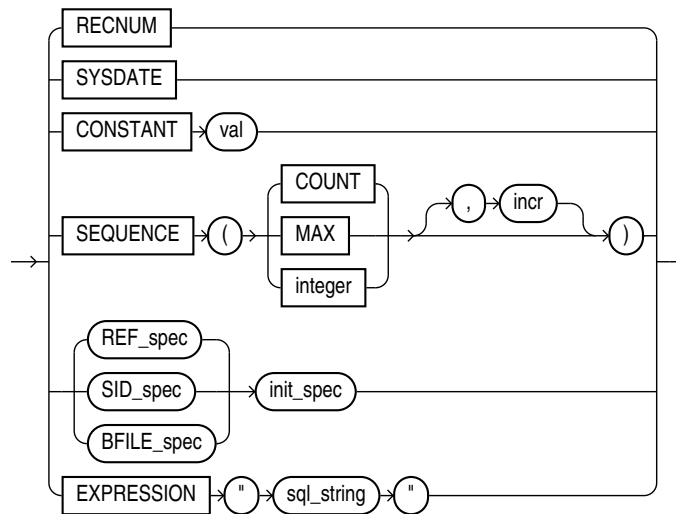 RECNUM
SYSDATE
CONSTANT val
COUNT
SEQUENCE ( MAX , incr )
integer
REF_spec
SID_spec init_spec
BFILE_spec
EXPRESSION " sql_string "